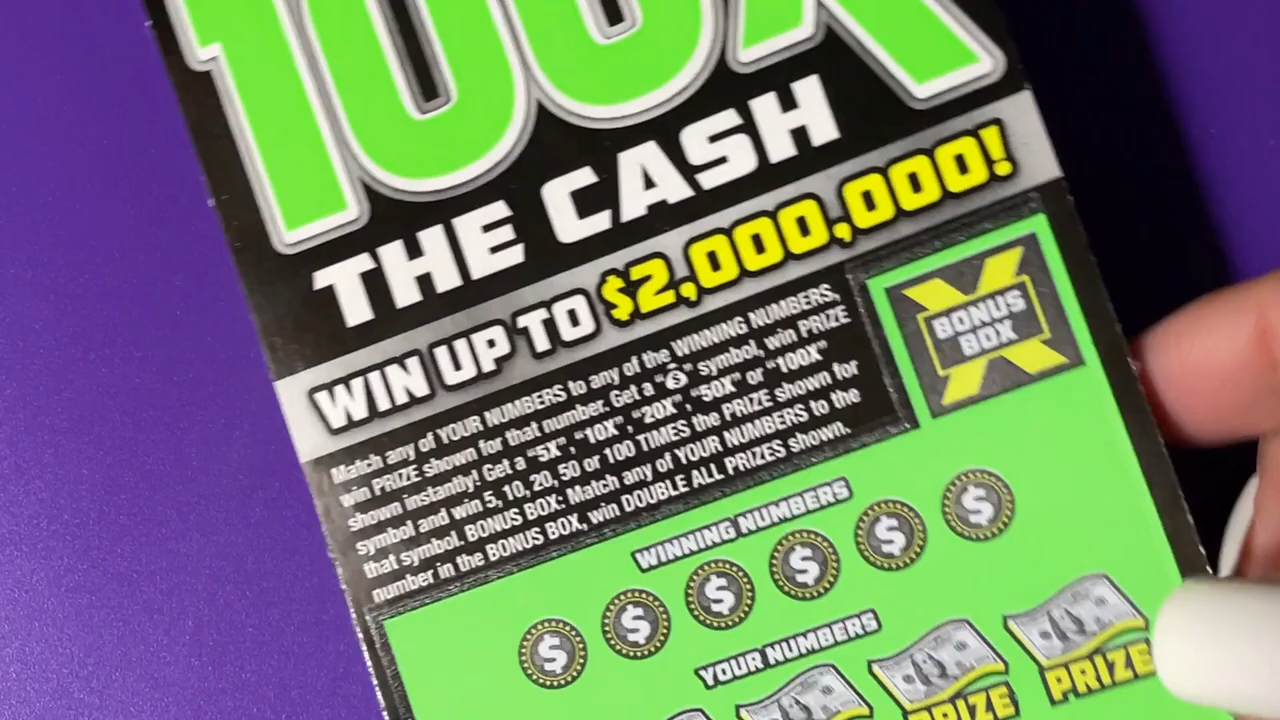 100X
THE CASH
WIN UP TO $2,000,000!
Match any of YOUR NUMBERS to any of the WINNING NUMBERS,
win PRIZE shown for that number. Get a "💰" symbol, win PRIZE
shown instantly! Get a "5X", "10X", "20X", "50X" or "100X"
symbol and win 5, 10, 20, 50 or 100 TIMES the PRIZE shown for
that symbol. BONUS BOX: Match any of YOUR NUMBERS to the
number in the BONUS BOX, win DOUBLE ALL PRIZES shown.
BONUS
BOX
WINNING NUMBERS
$ $ $ $ $ $
YOUR NUMBERS
PRIZE PRIZE